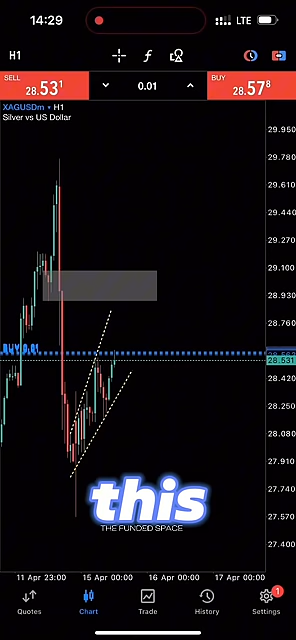 14:29
LTE
H1
SELL
28.53¹
0.01
BUY
28.57⁸
XAGUSDm • H1
Silver vs US Dollar
29.950
29.780
29.610
29.440
29.270
29.100
28.930
28.760
BUY 0.01
28.531
28.420
28.250
28.080
27.910
27.740
27.570
27.400
this
THE FUNDED SPACE
11 Apr 23:00
15 Apr 00:00
16 Apr 00:00
17 Apr 00:00
1
Quotes
Chart
Trade
History
Settings